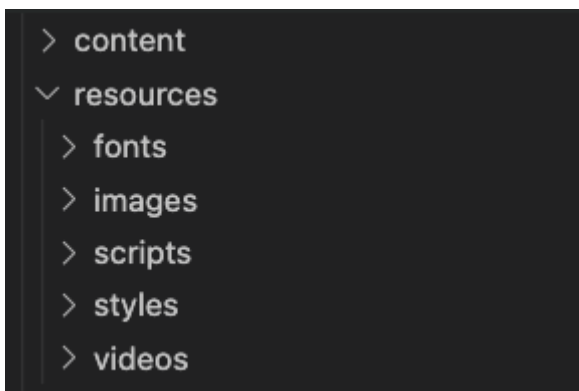 content
resources
fonts
images
scripts
styles
videos